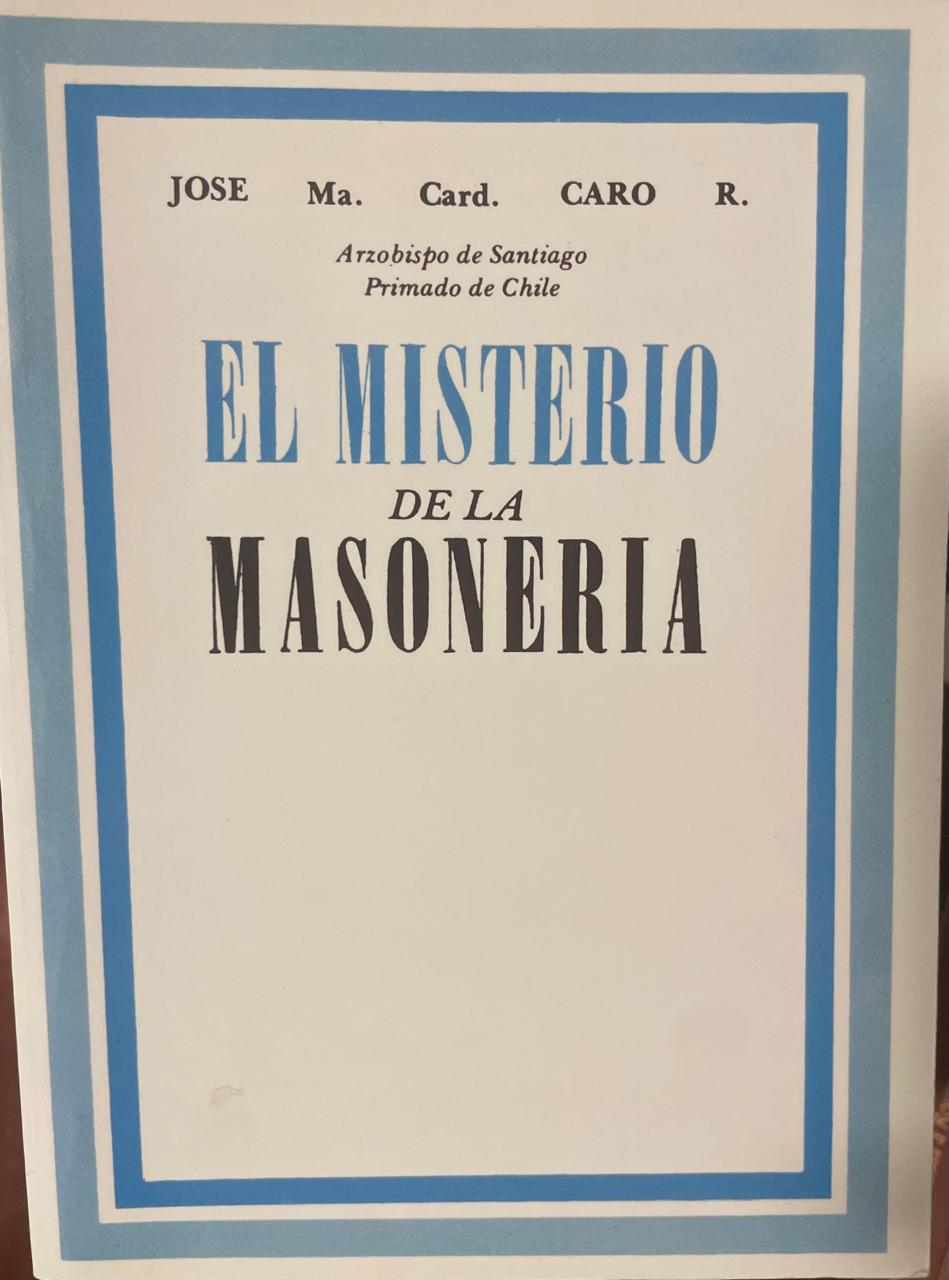 JOSE Ma. Card. CARO R.
Arzobispo de Santiago
Primado de Chile
EL MISTERIO
DE LA
MASONERIA